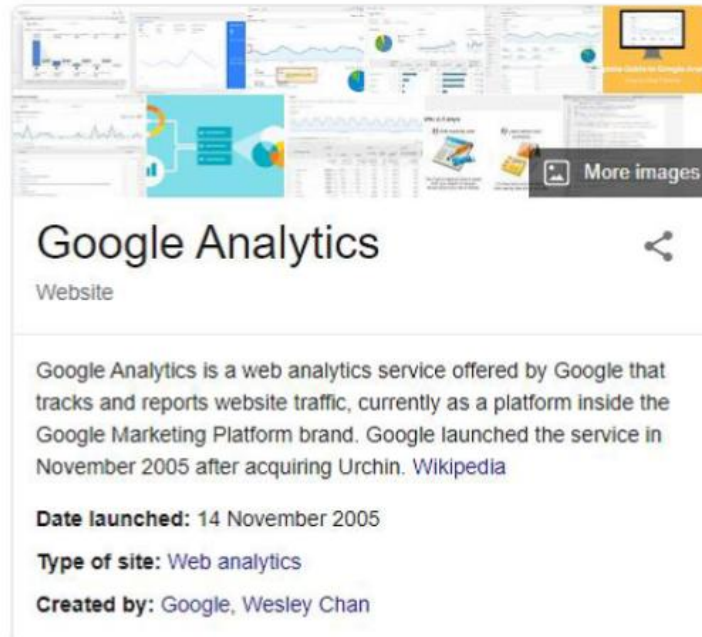 More images
Google Analytics
Website
Google Analytics is a web analytics service offered by Google that
tracks and reports website traffic, currently as a platform inside the
Google Marketing Platform brand. Google launched the service in
November 2005 after acquiring Urchin. Wikipedia
Date launched: 14 November 2005
Type of site: Web analytics
Created by: Google, Wesley Chan